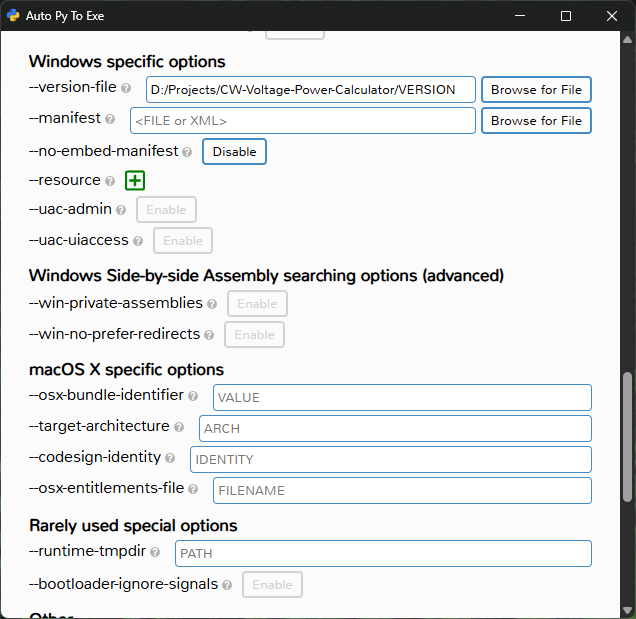 Auto Py To Exe
Windows specific options
--version-file ? D:/Projects/CW-Voltage-Power-Calculator/VERSION Browse for File
--manifest ? <FILE or XML> Browse for File
--no-embed-manifest ? Disable
--resource ?
--uac-admin ? Enable
--uac-uiaccess ? Enable
Windows Side-by-side Assembly searching options (advanced)
--win-private-assemblies ? Enable
--win-no-prefer-redirects ? Enable
macOS X specific options
--osx-bundle-identifier ? VALUE
--target-architecture ? ARCH
--codesign-identity ? IDENTITY
--osx-entitlements-file ? FILENAME
Rarely used special options
--runtime-tmpdir ? PATH
--bootloader-ignore-signals ? Enable
Other